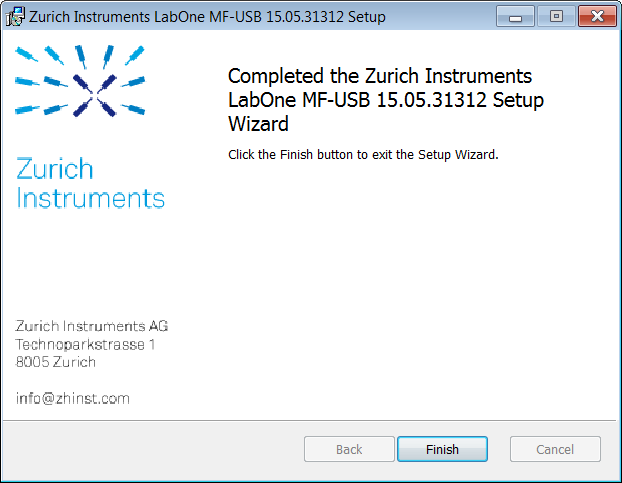 Zurich Instruments LabOne MF-USB 15.05.31312 Setup
Completed the Zurich Instruments
LabOne MF-USB 15.05.31312 Setup
Wizard
Click the Finish button to exit the Setup Wizard.
Zurich
Instruments
Zurich Instruments AG
Technoparkstrasse 1
8005 Zurich
info@zhinst.com
Back
Finish
Cancel